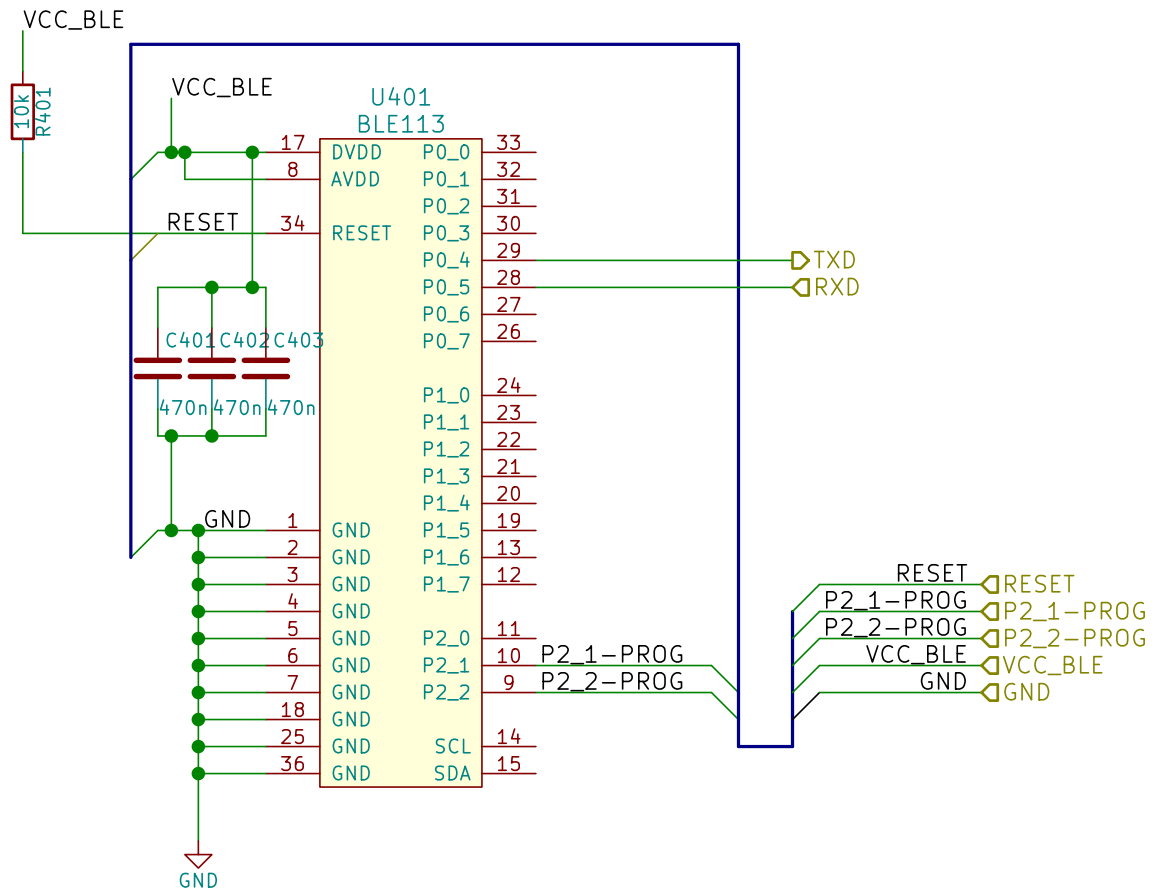 VCC_BLE
10k
R401
VCC_BLE
U401
BLE113
17 DVDD P0_0 33
8 AVDD P0_1 32
P0_2 31
RESET 34 RESET P0_3 30
P0_4 29 TXD
P0_5 28 RXD
P0_6 27
C401 C402 C403 P0_7 26
P1_0 24
470n 470n 470n P1_1 23
P1_2 22
P1_3 21
P1_4 20
GND 1 GND P1_5 19
2 GND P1_6 13
3 GND P1_7 12
RESET RESET
4 GND
P2_1-PROG P2_1-PROG
5 GND P2_0 11
P2_2-PROG P2_2-PROG
6 GND P2_1 10 P2_1-PROG
VCC_BLE VCC_BLE
7 GND P2_2 9 P2_2-PROG
GND GND
18 GND
25 GND SCL 14
36 GND SDA 15
GND